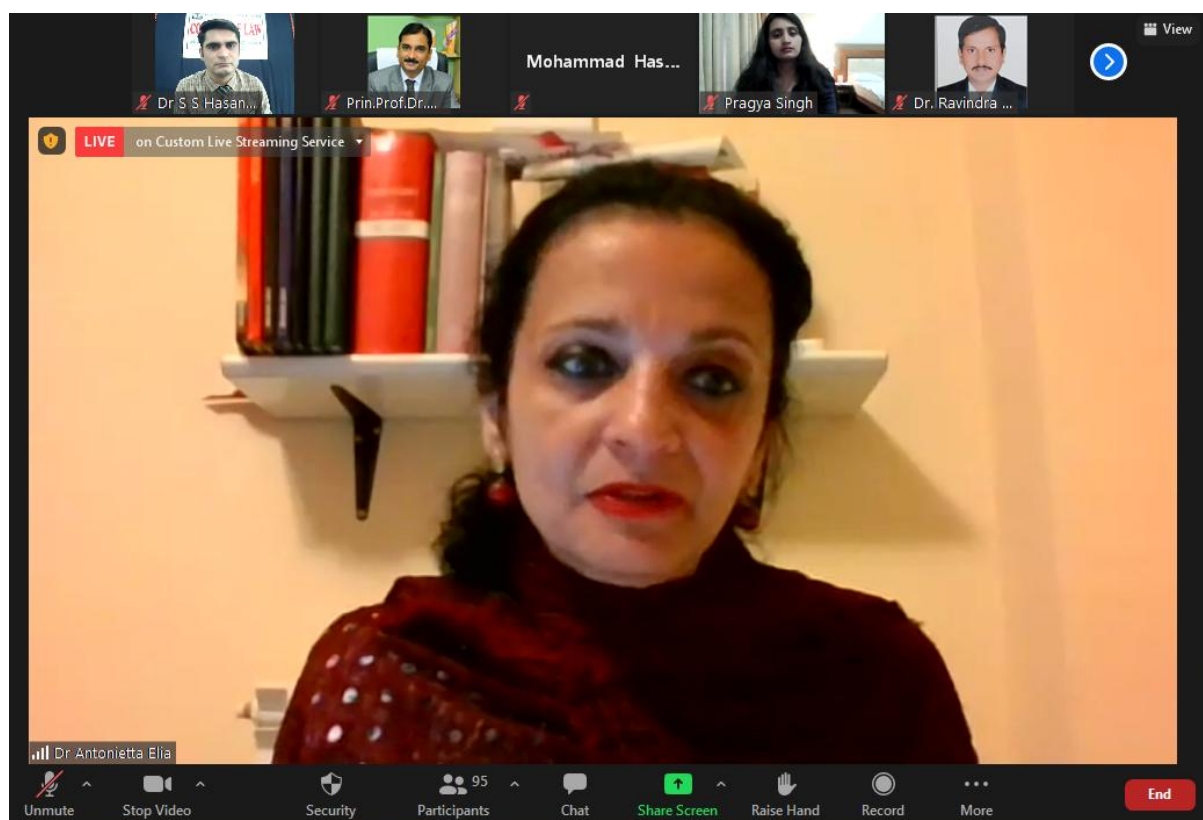 LAW
View
Mohammad Has...
Dr S S Hasan...
Prin.Prof.Dr....
Pragya Singh
Dr. Ravindra ...
LIVE on Custom Live Streaming Service
Dr Antonietta Elia
95
Unmute
Stop Video
Security
Participants
Chat
Share Screen
Raise Hand
Record
More
End